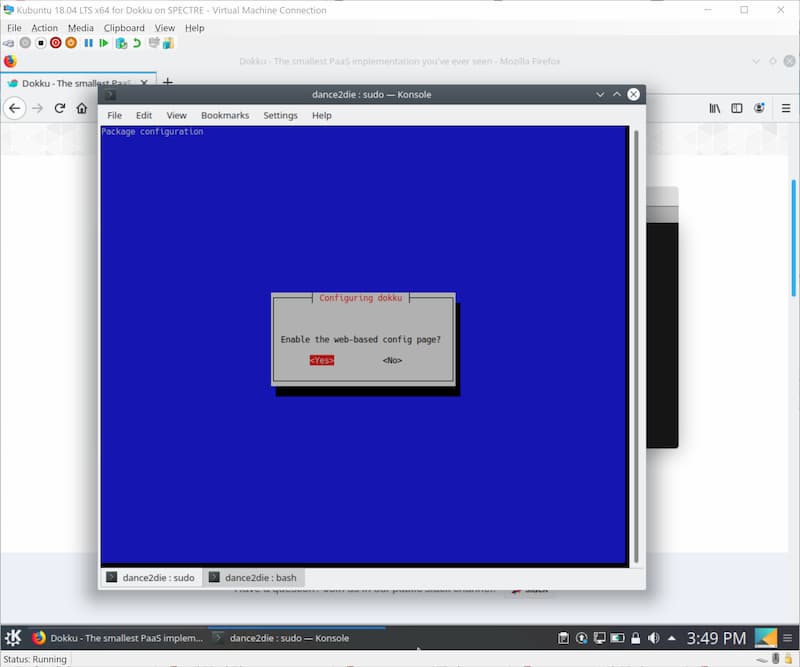 Kubuntu 18.04 LTS x64 for Dokku on SPECTRE - Virtual Machine Connection
File Action Media Clipboard View Help
Dokku - The smallest PaaS implementation you've ever seen - Mozilla Firefox
Dokku - The smallest PaaS
dance2die : sudo — Konsole
File Edit View Bookmarks Settings Help
Package configuration
Configuring dokku
Enable the web-based config page?
<Yes> <No>
dance2die : sudo dance2die : bash
Have a question? Join us in our public Slack channel: slack
Dokku - The smallest PaaS implem... dance2die : sudo — Konsole 3:49 PM
Status: Running